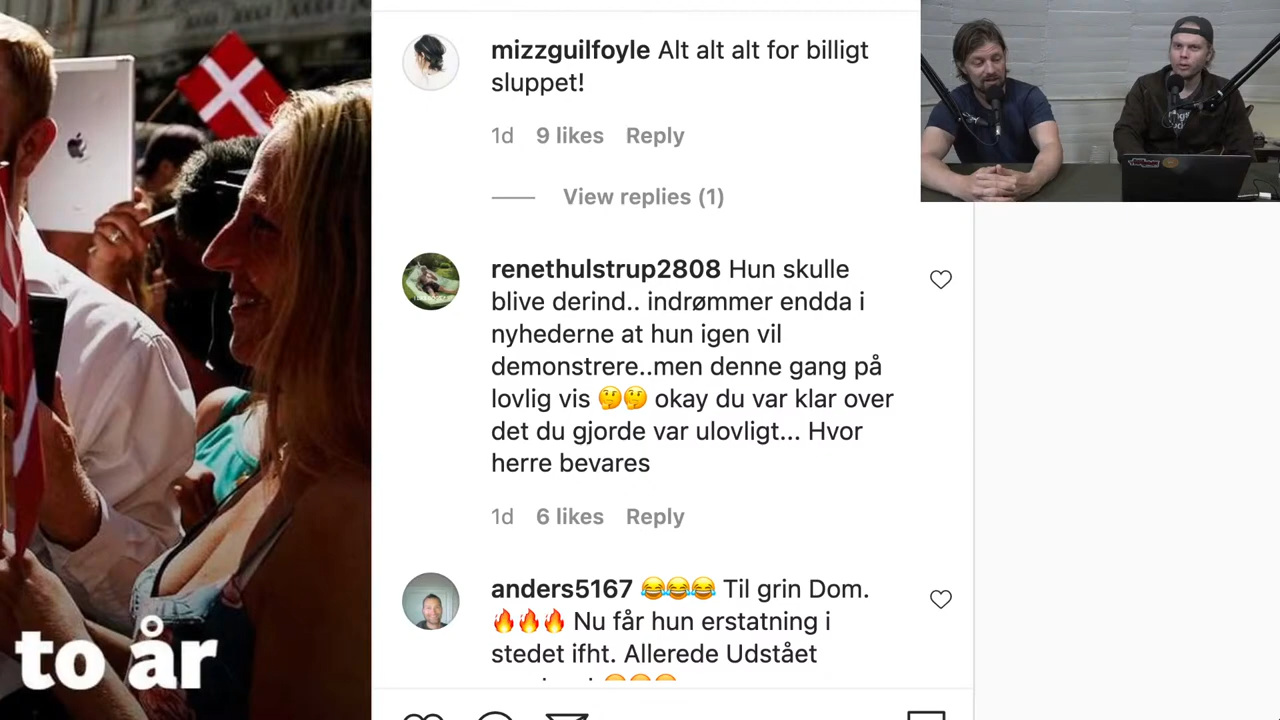 mizzguilfoyle Alt alt alt for billigt
sluppet!
1d 9 likes Reply
View replies (1)
renethulstrup2808 Hun skulle
blive derind.. indrømmer endda i
nyhederne at hun igen vil
demonstrere..men denne gang på
lovlig vis 🤔🤔 okay du var klar over
det du gjorde var ulovligt... Hvor
herre bevares
1d 6 likes Reply
anders5167 😂😂😂 Til grin Dom.
🔥🔥🔥 Nu får hun erstatning i
stedet ifht. Allerede Udstået
to år